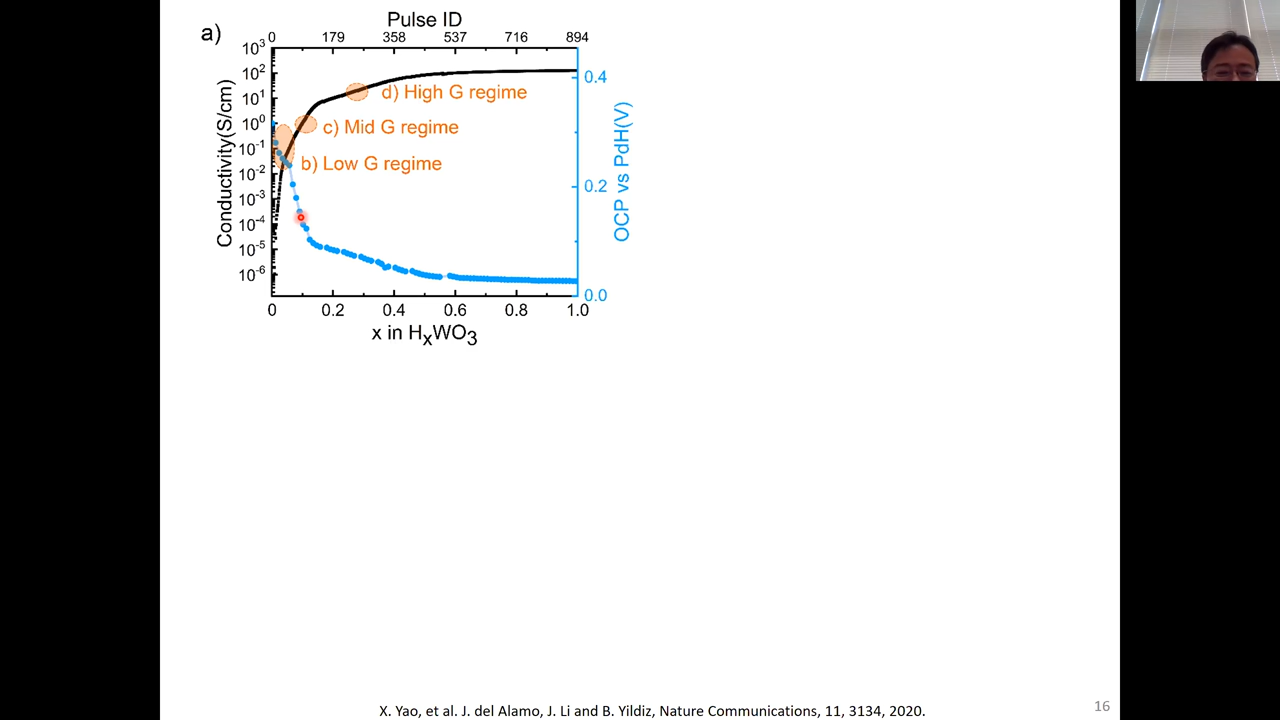 Pulse ID
a)
0 179 358 537 716 894
10³
10²
10¹
10⁰
10⁻¹
10⁻²
10⁻³
10⁻⁴
10⁻⁵
10⁻⁶
Conductivity(S/cm)
d) High G regime
c) Mid G regime
b) Low G regime
0.4
0.2
0.0
OCP vs PdH(V)
0 0.2 0.4 0.6 0.8 1.0
x in HₓWO₃
X. Yao, et al. J. del Alamo, J. Li and B. Yildiz, Nature Communications, 11, 3134, 2020.
16